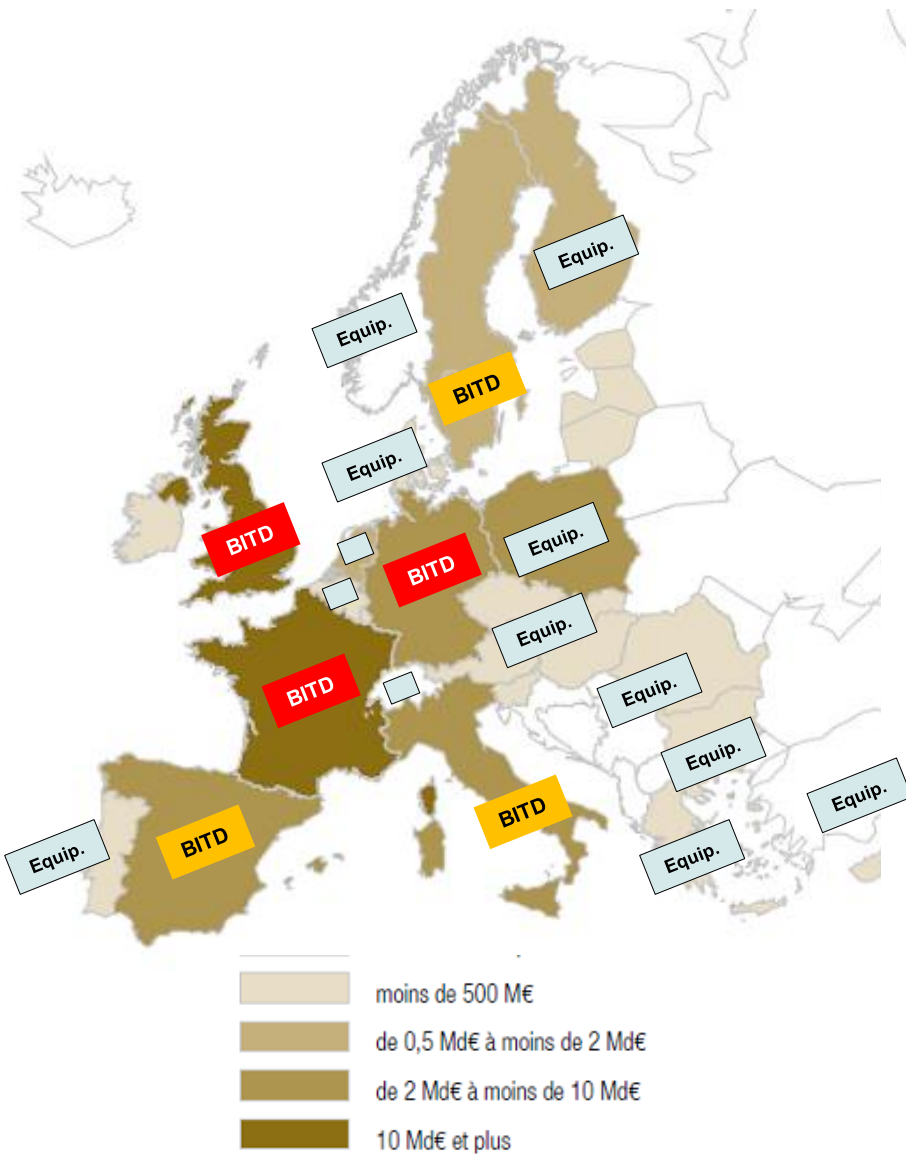 Equip.
Equip.
BITD
Equip.
BITD
Equip.
BITD
Equip.
BITD
Equip.
Equip.
Equip.
BITD
BITD
Equip.
Equip.
moins de 500 M€
de 0,5 Md€ à moins de 2 Md€
de 2 Md€ à moins de 10 Md€
10 Md€ et plus